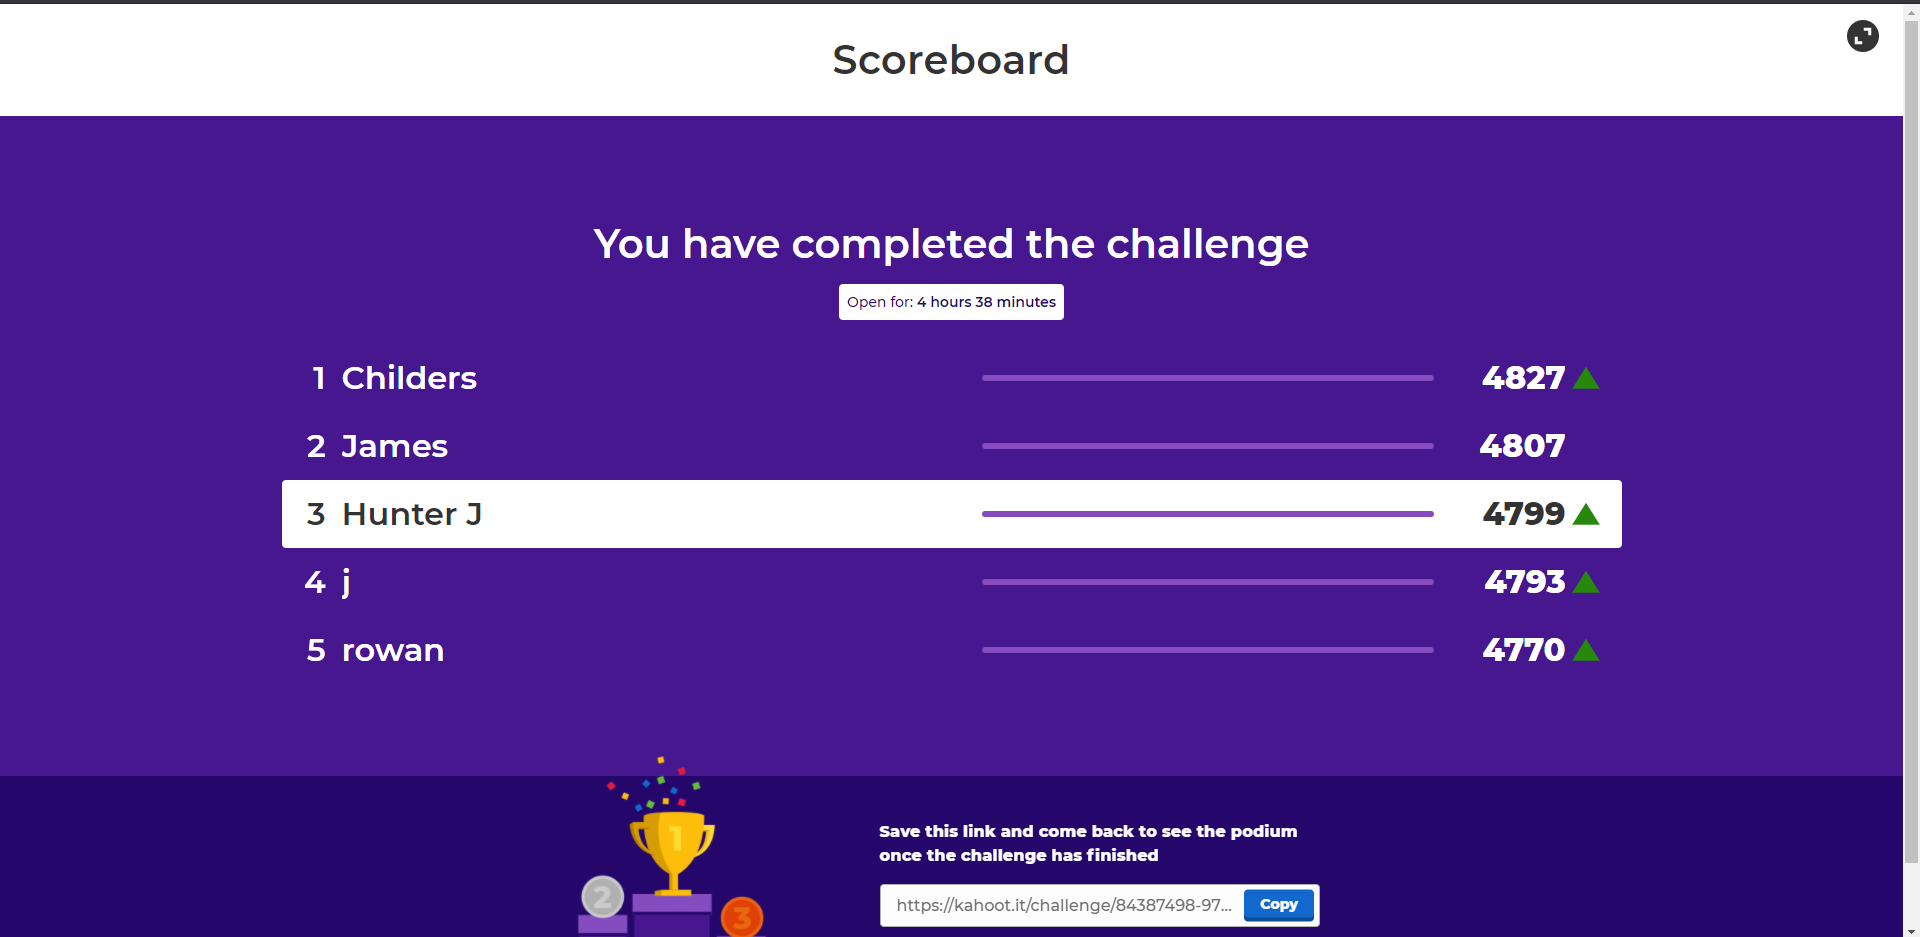 Scoreboard
You have completed the challenge
Open for: 4 hours 38 minutes
1 Childers 4827
2 James 4807
3 Hunter J 4799
4 j 4793
5 rowan 4770
1
2
3
Save this link and come back to see the podium
once the challenge has finished
https://kahoot.it/challenge/84387498-97... Copy